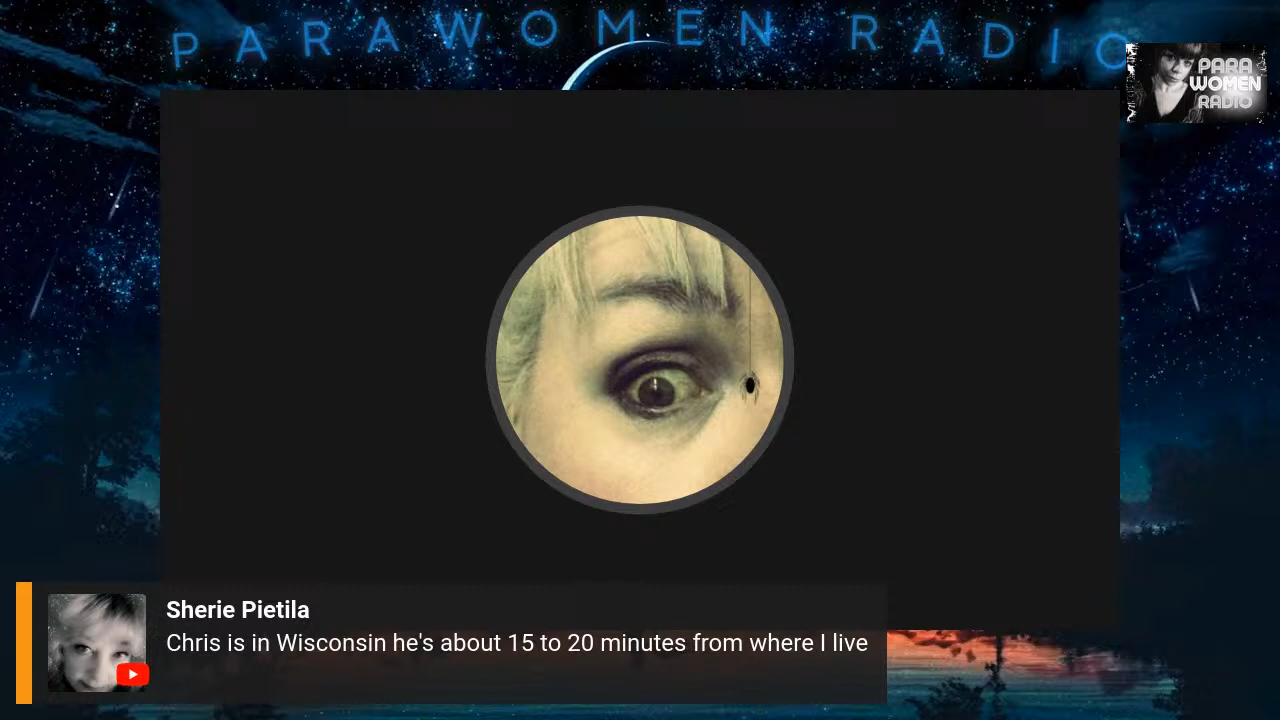 PARAWOMEN RADIO
PARA
WOMEN
RADIO
Sherie Pietila
Chris is in Wisconsin he's about 15 to 20 minutes from where I live